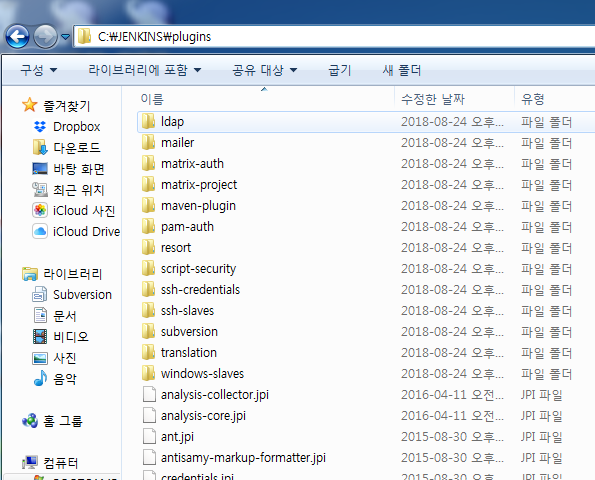 C:₩JENKINS₩plugins
구성 라이브러리에 포함 공유 대상 굽기 새 폴더
이름 수정한 날짜 유형
즐겨찾기
Dropbox
다운로드
바탕 화면
최근 위치
iCloud 사진
iCloud Drive
라이브러리
Subversion
문서
비디오
사진
음악
홈 그룹
컴퓨터
ldap 2018-08-24 오후... 파일 폴더
mailer 2018-08-24 오후... 파일 폴더
matrix-auth 2018-08-24 오후... 파일 폴더
matrix-project 2018-08-24 오후... 파일 폴더
maven-plugin 2018-08-24 오후... 파일 폴더
pam-auth 2018-08-24 오후... 파일 폴더
resort 2018-08-24 오후... 파일 폴더
script-security 2018-08-24 오후... 파일 폴더
ssh-credentials 2018-08-24 오후... 파일 폴더
ssh-slaves 2018-08-24 오후... 파일 폴더
subversion 2018-08-24 오후... 파일 폴더
translation 2018-08-24 오후... 파일 폴더
windows-slaves 2018-08-24 오후... 파일 폴더
analysis-collector.jpi 2016-04-11 오전... JPI 파일
analysis-core.jpi 2016-04-11 오후... JPI 파일
ant.jpi 2015-08-30 오후... JPI 파일
antisamy-markup-formatter.jpi 2015-08-30 오후... JPI 파일
credentials.jpi 2015-08-30 오후... JPI 파일